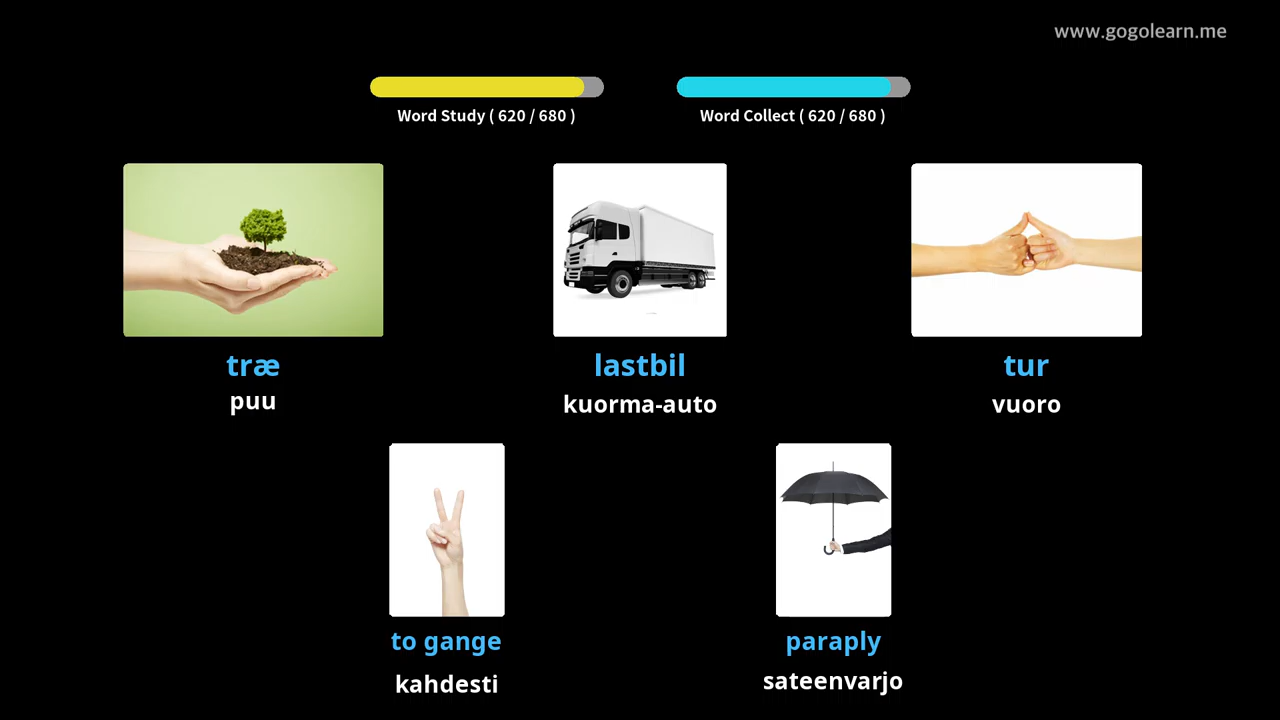 www.gogolearn.me
Word Study ( 620 / 680 )
Word Collect ( 620 / 680 )
træ
lastbil
tur
puu
kuorma-auto
vuoro
to gange
paraply
kahdesti
sateenvarjo